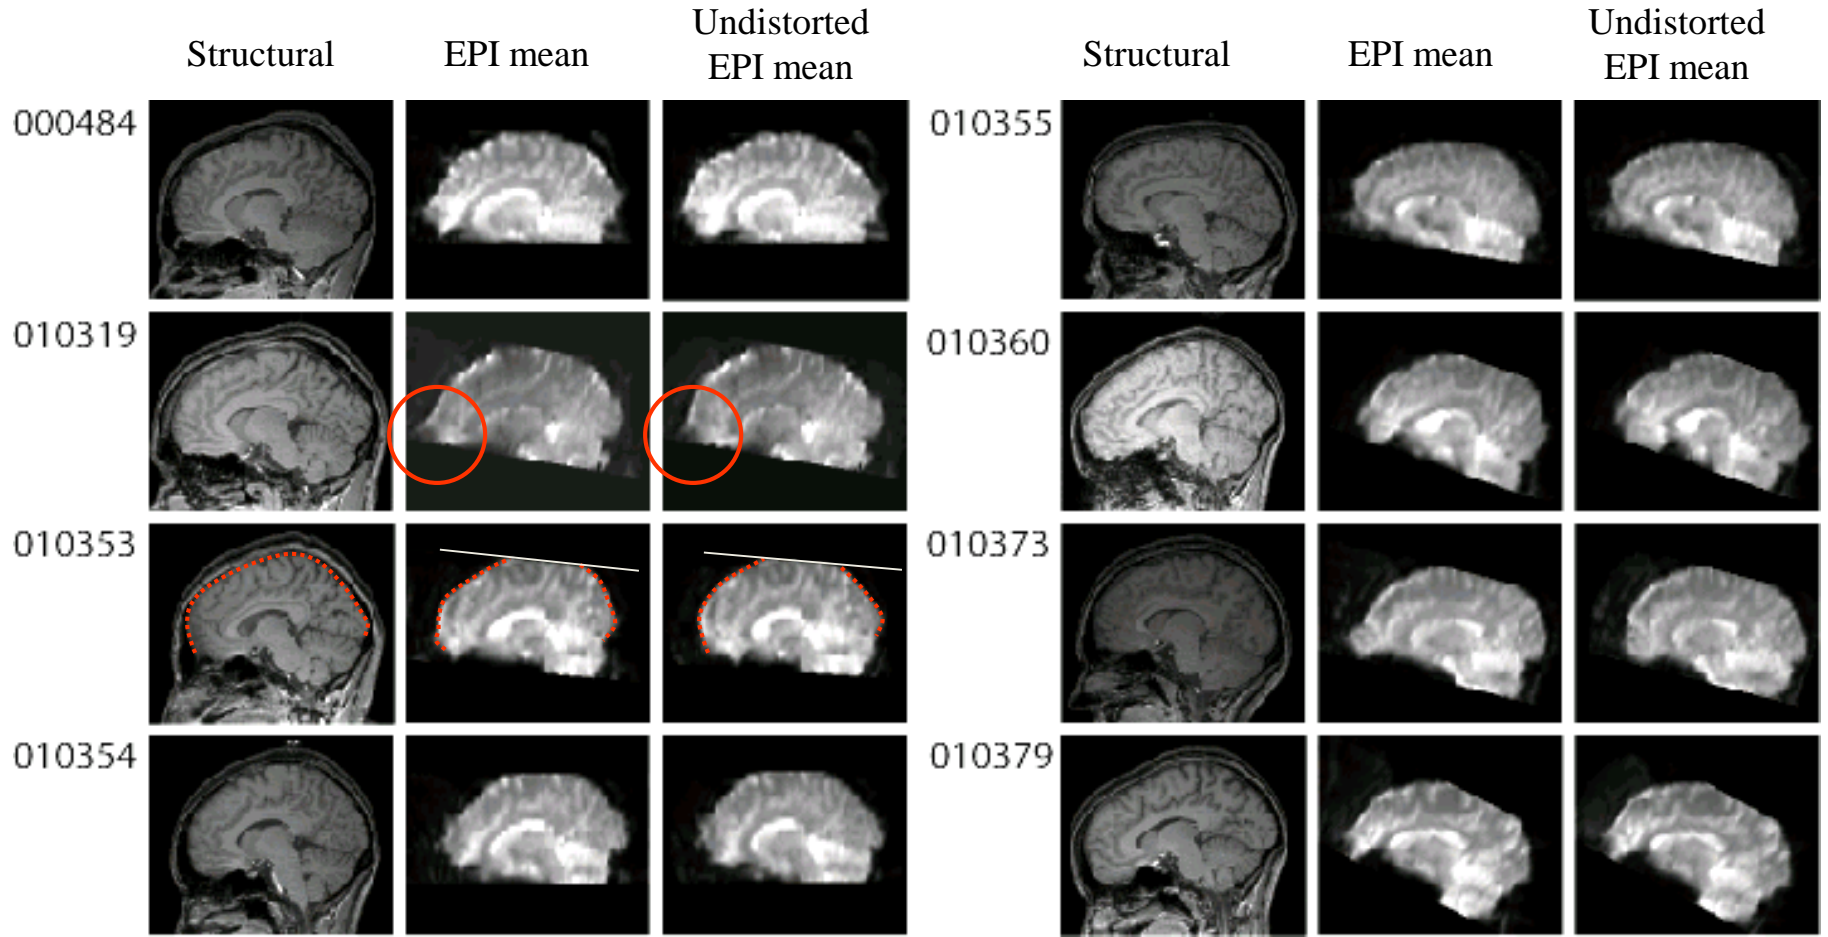 Structural
EPI mean
Undistorted
EPI mean
Structural
EPI mean
Undistorted
EPI mean
000484
010319
010353
010354
010355
010360
010373
010379